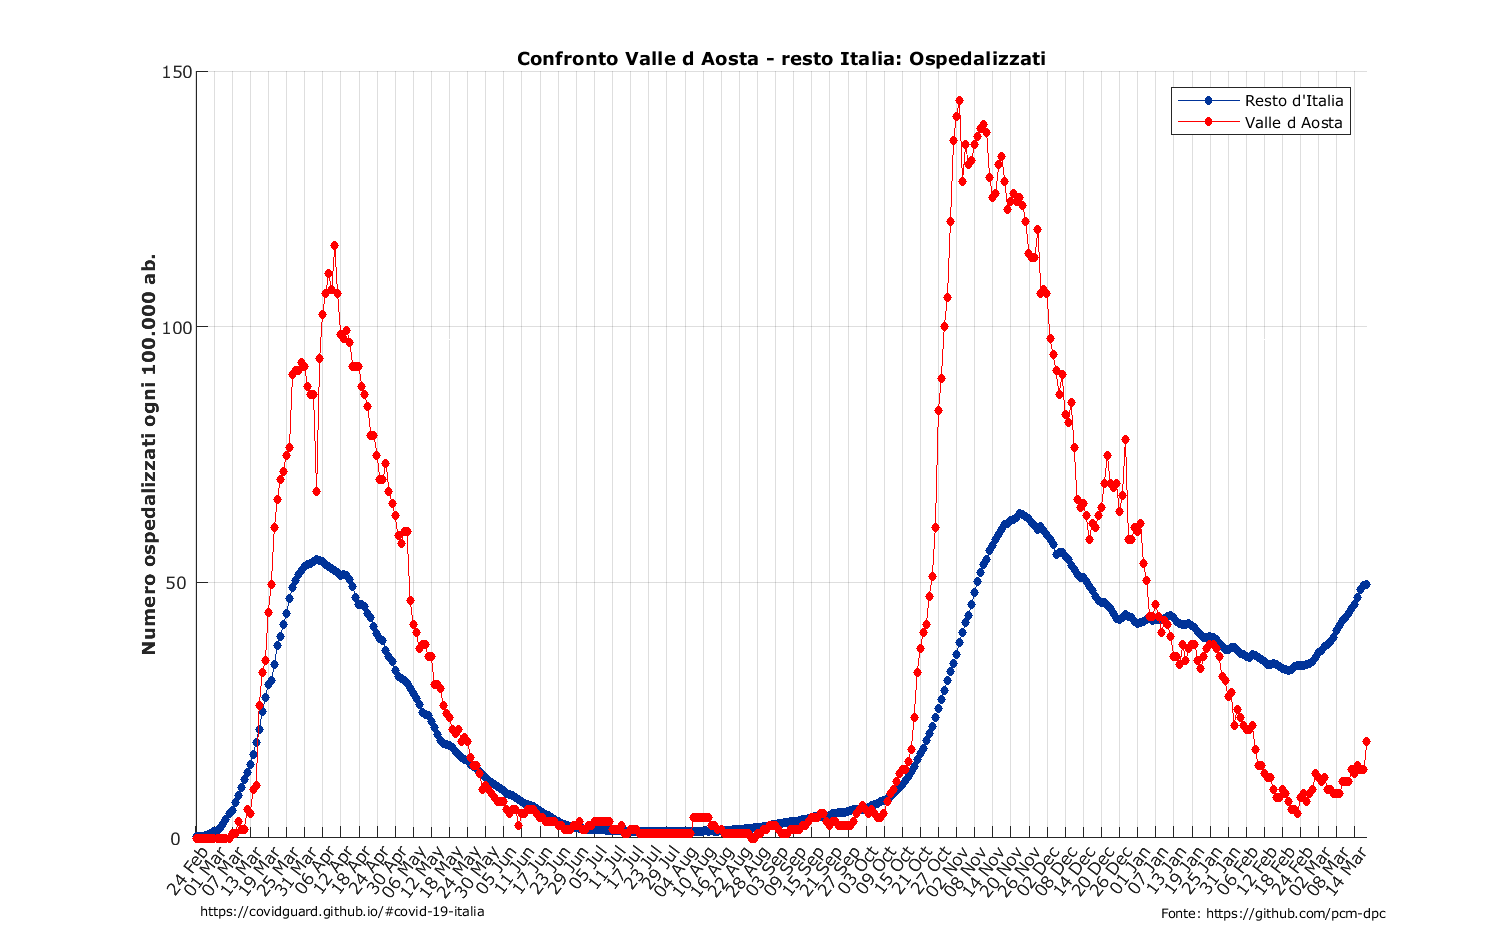 Confronto Valle d Aosta - resto Italia: Ospedalizzati
Resto d'Italia
Valle d Aosta
Numero ospedalizzati ogni 100.000 ab.
150
100
50
0
24 Feb
01 Mar
07 Mar
13 Mar
19 Mar
25 Mar
31 Mar
06 Apr
12 Apr
18 Apr
24 Apr
30 Apr
06 May
12 May
18 May
24 May
30 May
05 Jun
11 Jun
17 Jun
23 Jun
29 Jun
05 Jul
11 Jul
17 Jul
23 Jul
29 Jul
04 Aug
10 Aug
16 Aug
22 Aug
28 Aug
03 Sep
09 Sep
15 Sep
21 Sep
27 Sep
03 Oct
09 Oct
15 Oct
21 Oct
27 Oct
02 Nov
08 Nov
14 Nov
20 Nov
26 Nov
02 Dec
08 Dec
14 Dec
20 Dec
26 Dec
01 Jan
07 Jan
13 Jan
19 Jan
25 Jan
31 Jan
06 Feb
12 Feb
18 Feb
24 Feb
02 Mar
08 Mar
14 Mar
https://covidguard.github.io/#covid-19-italia
Fonte: https://github.com/pcm-dpc